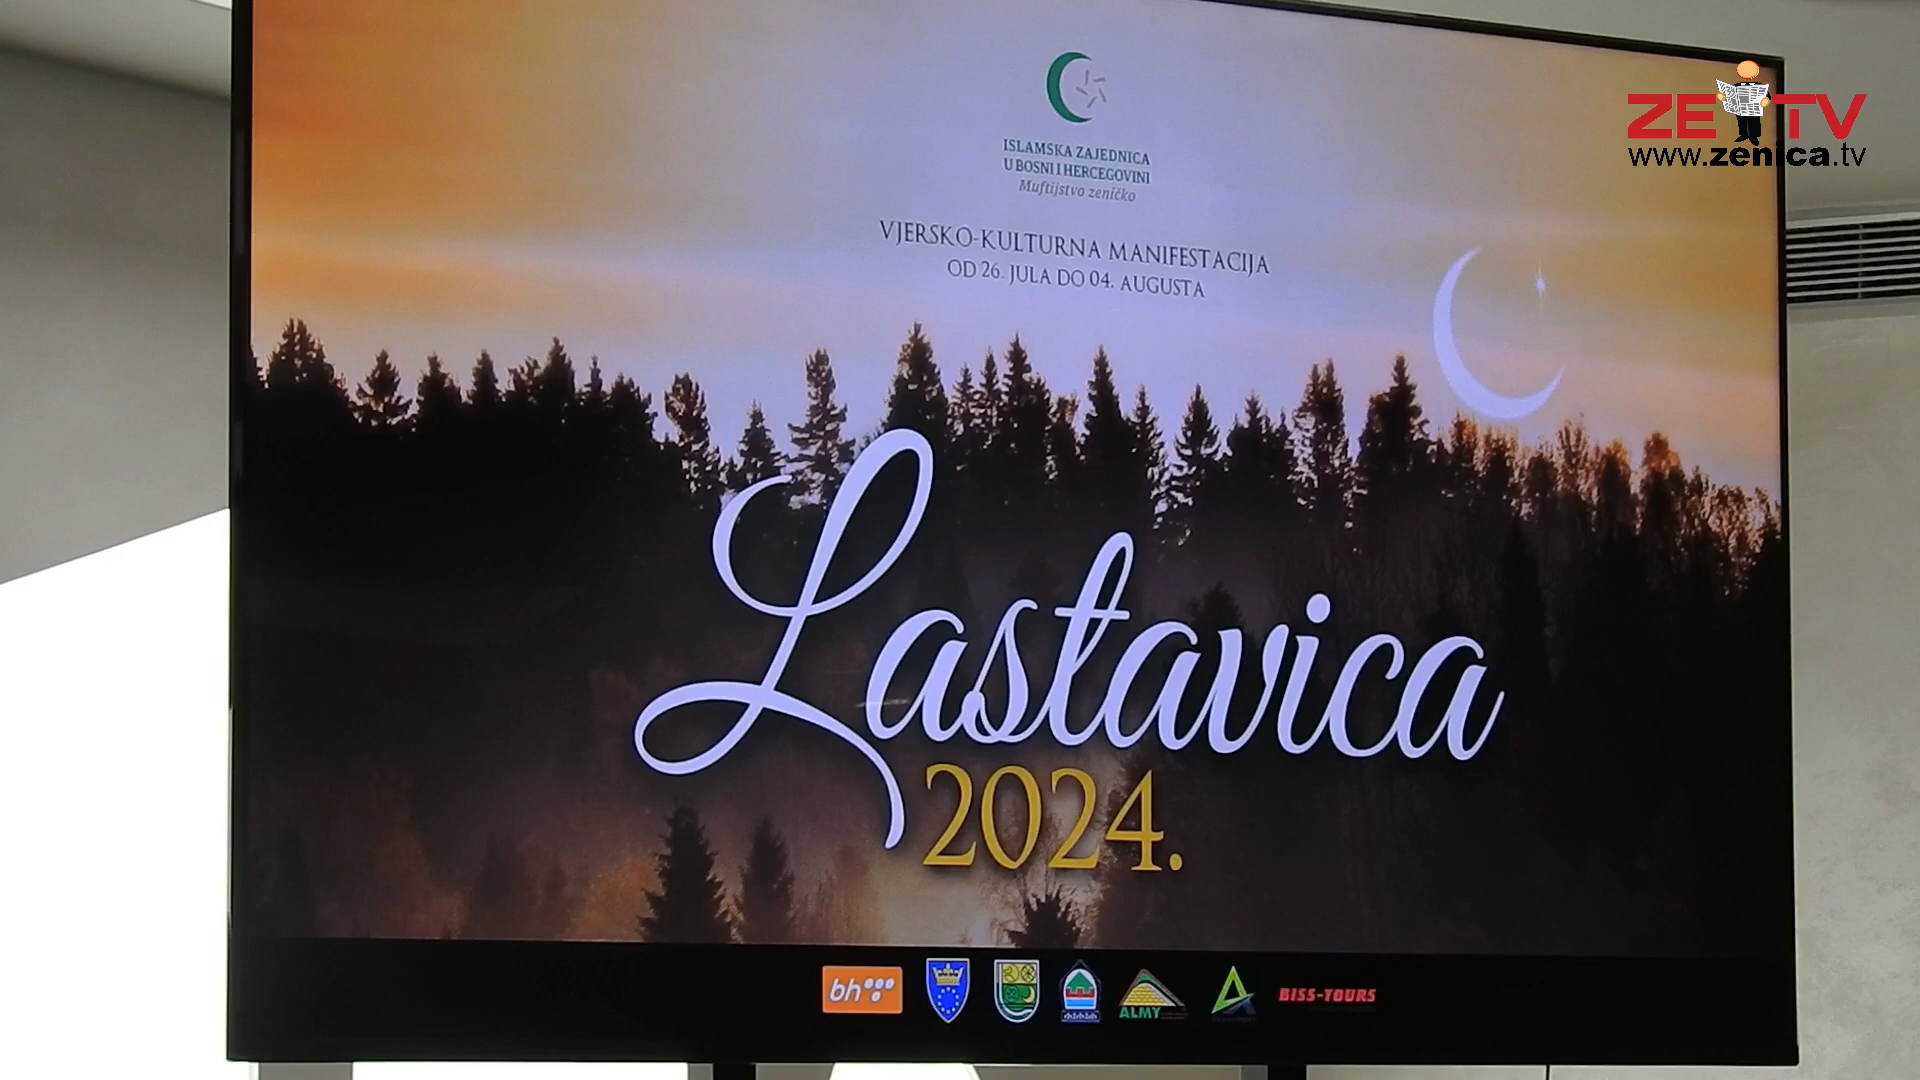 ZE TV
www.zenica.tv
ISLAMSKA ZAJEDNICA
U BOSNI I HERCEGOVINI
Muftijstvo zeničko
VJERSKO-KULTURNA MANIFESTACIJA
OD 26. JULA DO 04. AUGUSTA
Lastavica
2024.
bh
ALMY
BISS-TOURS